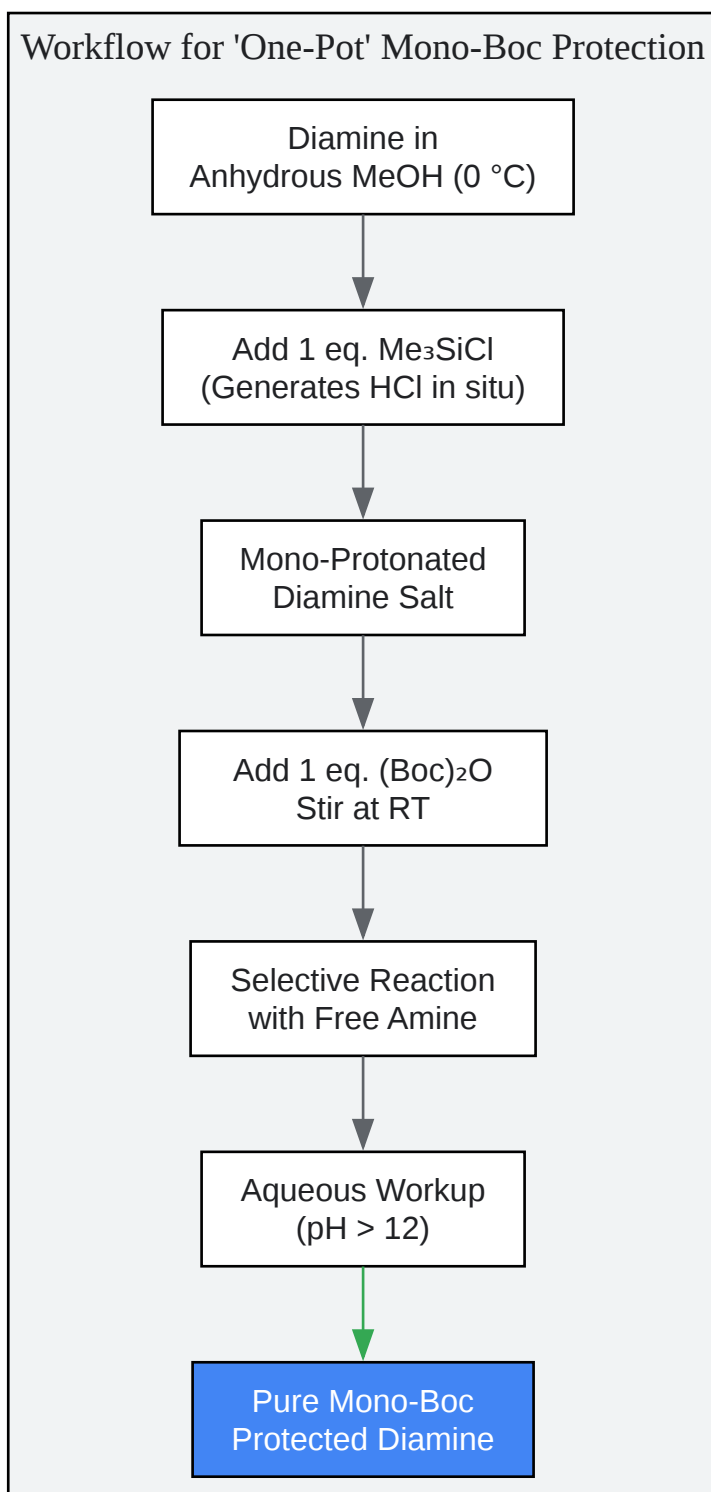 Workflow for 'One-Pot' Mono-Boc Protection
Diamine in
Anhydrous MeOH (0 °C)
Add 1 eq. Me₃SiCl
(Generates HCl in situ)
Mono-Protonated
Diamine Salt
Add 1 eq. (Boc)₂O
Stir at RT
Selective Reaction
with Free Amine
Aqueous Workup
(pH > 12)
Pure Mono-Boc
Protected Diamine